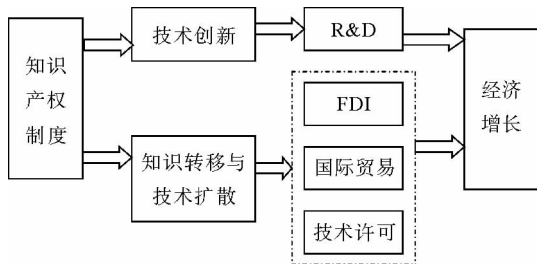 知识
产权
制度
技术创新
R&D
知识转移与
技术扩散
FDI
国际贸易
技术许可
经济
增长